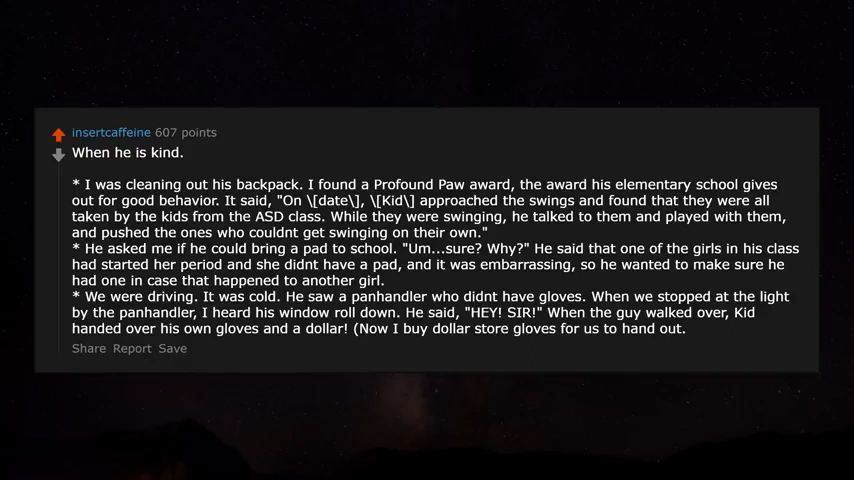 insertcaffeine 607 points
When he is kind.
* I was cleaning out his backpack. I found a Profound Paw award, the award his elementary school gives
out for good behavior. It said, "On \[date\], \[Kid\] approached the swings and found that they were all
taken by the kids from the ASD class. While they were swinging, he talked to them and played with them,
and pushed the ones who couldnt get swinging on their own."
* He asked me if he could bring a pad to school. "Um...sure? Why?" He said that one of the girls in his class
had started her period and she didnt have a pad, and it was embarrassing, so he wanted to make sure he
had one in case that happened to another girl.
* We were driving. It was cold. He saw a panhandler who didnt have gloves. When we stopped at the light
by the panhandler, I heard his window roll down. He said, "HEY! SIR!" When the guy walked over, Kid
handed over his own gloves and a dollar! (Now I buy dollar store gloves for us to hand out.
Share Report Save